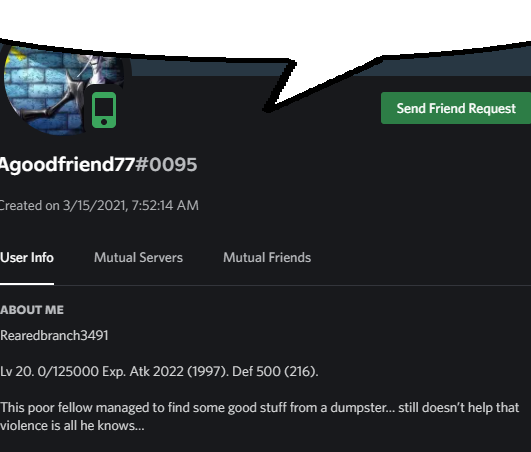 Send Friend Request
Agoodfriend77#0095
Created on 3/15/2021, 7:52:14 AM
User Info
Mutual Servers
Mutual Friends
ABOUT ME
Rearedbranch3491
Lv 20. 0/125000 Exp. Atk 2022 (1997). Def 500 (216).
This poor fellow managed to find some good stuff from a dumpster... still doesn't help that
violence is all he knows...